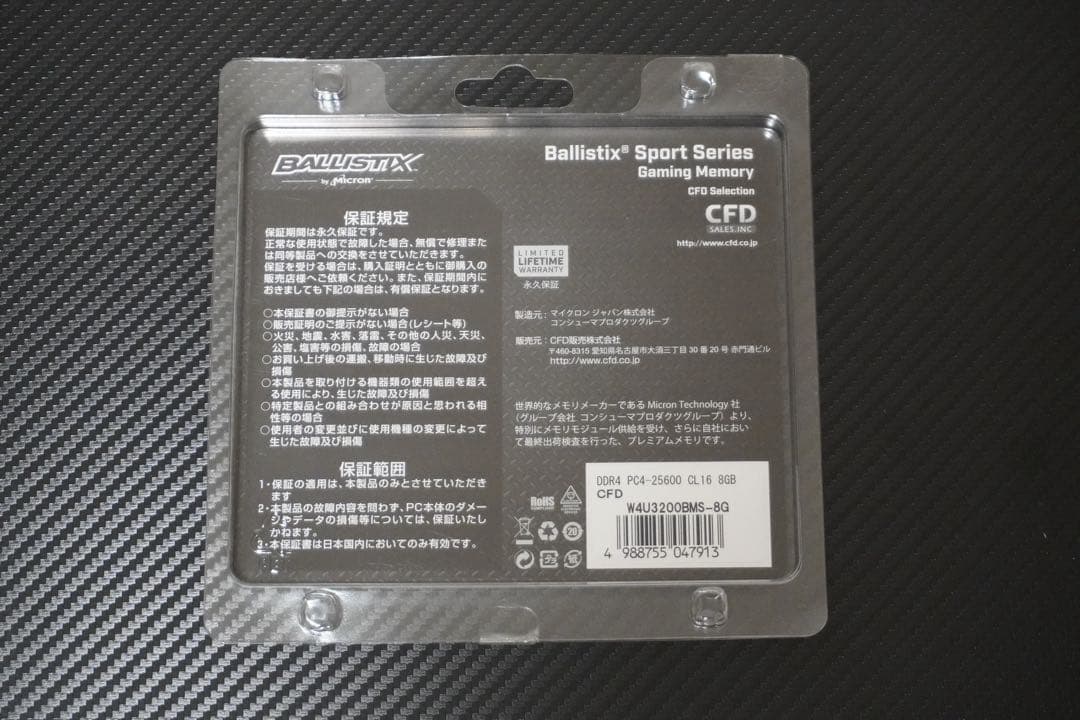 BALLISTIX
by Micron
保証規定
保証期間は永久保証です。
正常な使用状態で故障した場合、無償で修理また
は同等製品への交換をさせていただきます。
保証を受ける場合は、購入証明とともに御購入の
販売店様へご依頼ください。また、保証期間内に
おきましても下記の場合は、有償保証となります。
○本保証書の御提示がない場合
○販売証明のご提示がない場合(レシート等)
○火災、地震、水害、落雷、その他の人災、天災、
公害、塩害等の損傷、故障の場合
○お買い上げ後の運搬、移動時に生じた故障及び
損傷
○本製品を取り付ける機器類の使用範囲を超え
る使用により、生じた故障及び損傷
○特定製品との組み合わせが原因と思われる相
性等の場合
○使用者の変更並びに使用機種の変更によって
生じた故障及び損傷
保証範囲
1・保証の適用は、本製品のみとさせていただき
ます
2・本製品の故障内容を問わず、PC本体のダメー
ジやデータの損傷等については、保証いたし
かねます。
3・本保証書は日本国内においてのみ有効です。
Ballistix® Sport Series
Gaming Memory
CFD Selection
CFD
SALES.INC
http://www.cfd.co.jp
LIMITED
LIFETIME
WARRANTY
永久保証
製造元：マイクロン ジャパン株式会社
コンシューマプロダクツグループ
販売元：CFD販売株式会社
〒460-8315 愛知県名古屋市大須三丁目 30 番 20 号 赤門通ビル
http://www.cfd.co.jp
世界的なメモリメーカーである Micron Technology 社
(グループ会社 コンシューマプロダクツグループ) より、
特別にメモリモジュール供給を受け、さらに自社におい
て最終出荷検査を行った、プレミアムメモリです。
RoHS
20
DDR4 PC4-25600 CL16 8GB
CFD
W4U3200BMS-8G
4 988755 047913